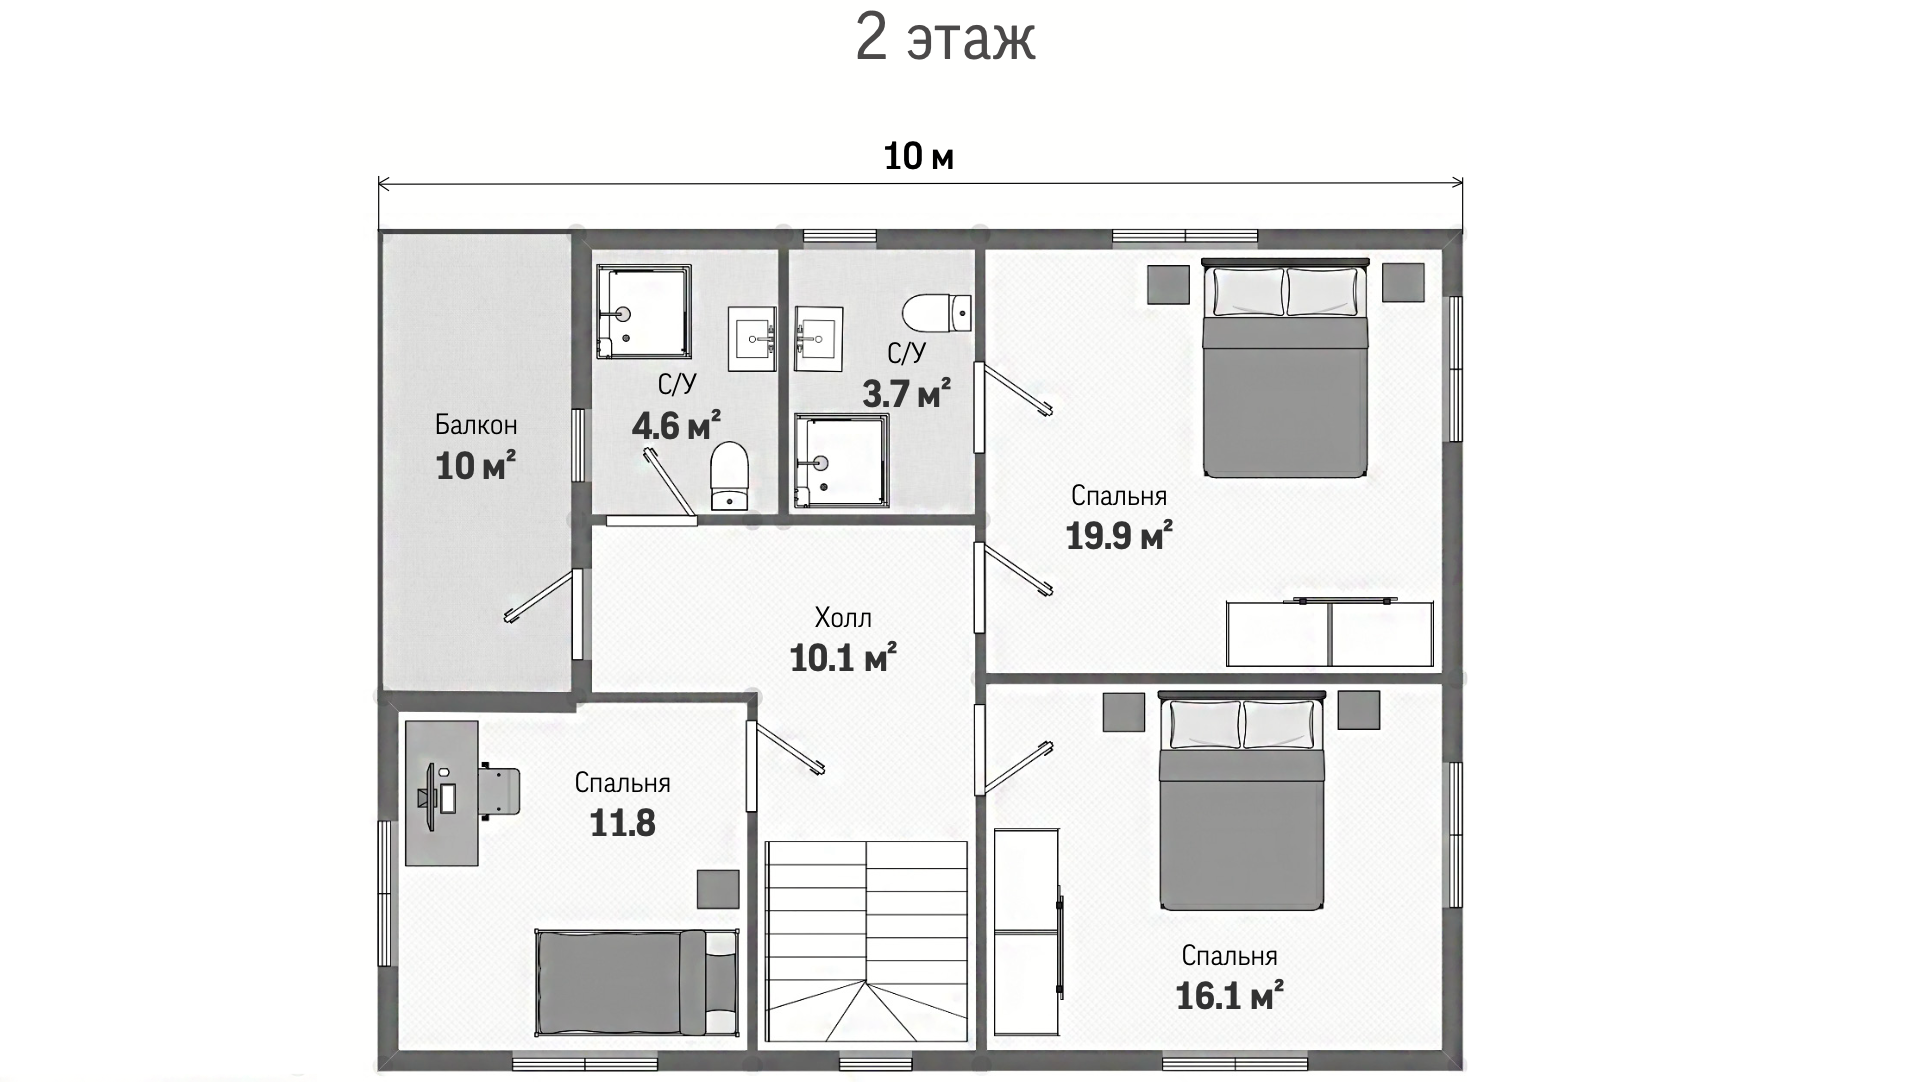 2 этаж
10 м
С/У
3.7 м²
С/У
4.6 м²
Балкон
10 м²
Спальня
19.9 м²
Холл
10.1 м²
Спальня
11.8
Спальня
16.1 м²